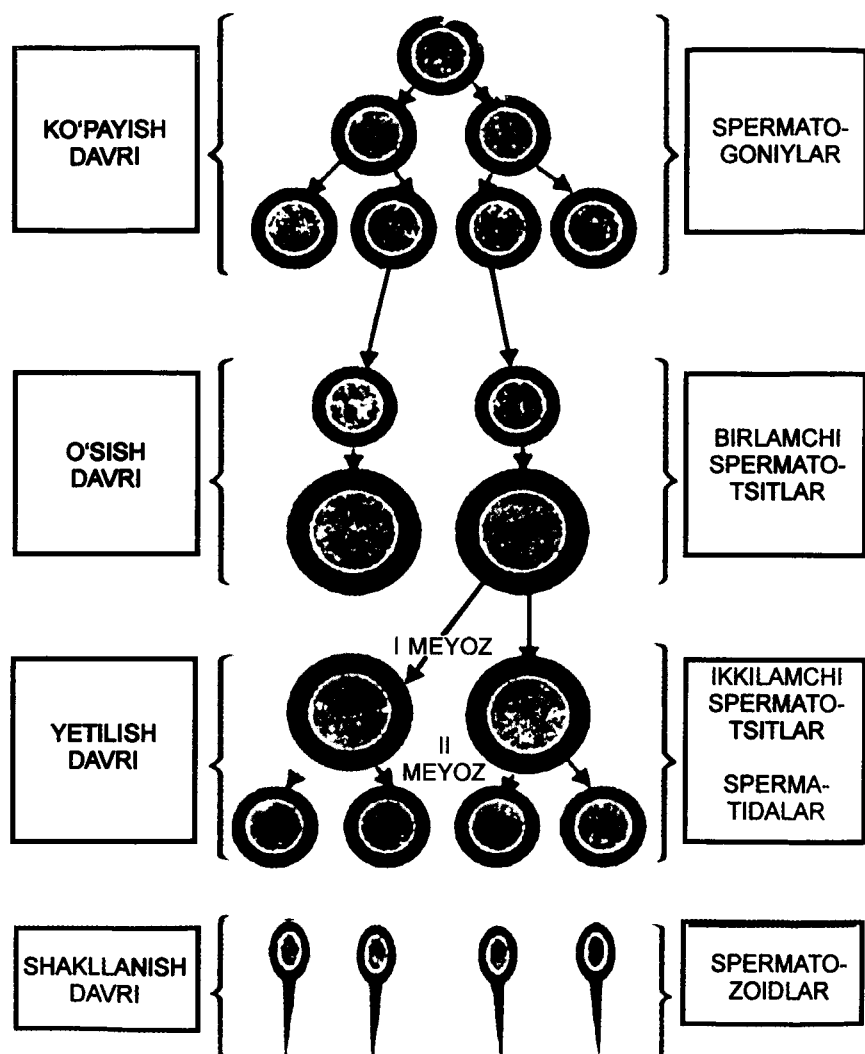 KO‘PAYISH
DAVRI
SPERMATO-
GONIYLAR
O‘SISH
DAVRI
BIRLAMCHI
SPERMATO-
TSITLAR
I MEYOZ
YETILISH
DAVRI
II
MEYOZ
IKKILAMCHI
SPERMATO-
TSITLAR
SPERMA-
TIDALAR
SHAKLLANISH
DAVRI
SPERMATO-
ZOIDLAR